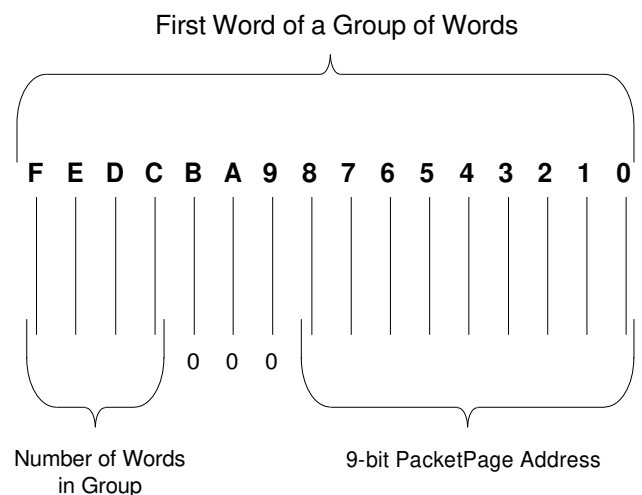 First Word of a Group of Words
F E D C B A 9 8 7 6 5 4 3 2 1 0
0 0 0
Number of Words
in Group
9-bit PacketPage Address